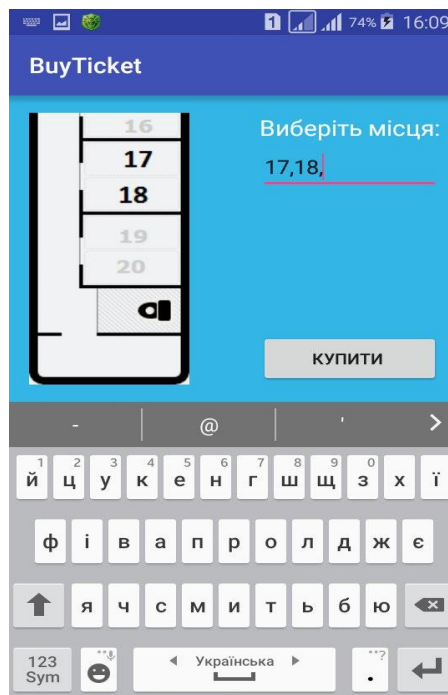 1 74% 16:09
BuyTicket
16
17
18
19
20
Виберіть місця:
17,18,
КУПИТИ
- @ '
1 2 3 4 5 6 7 8 9 0
й ц у к е н г ш щ з х ї
ф і в а п р о л д ж є
я ч с м и т ь б ю
123 Українська .
Sym